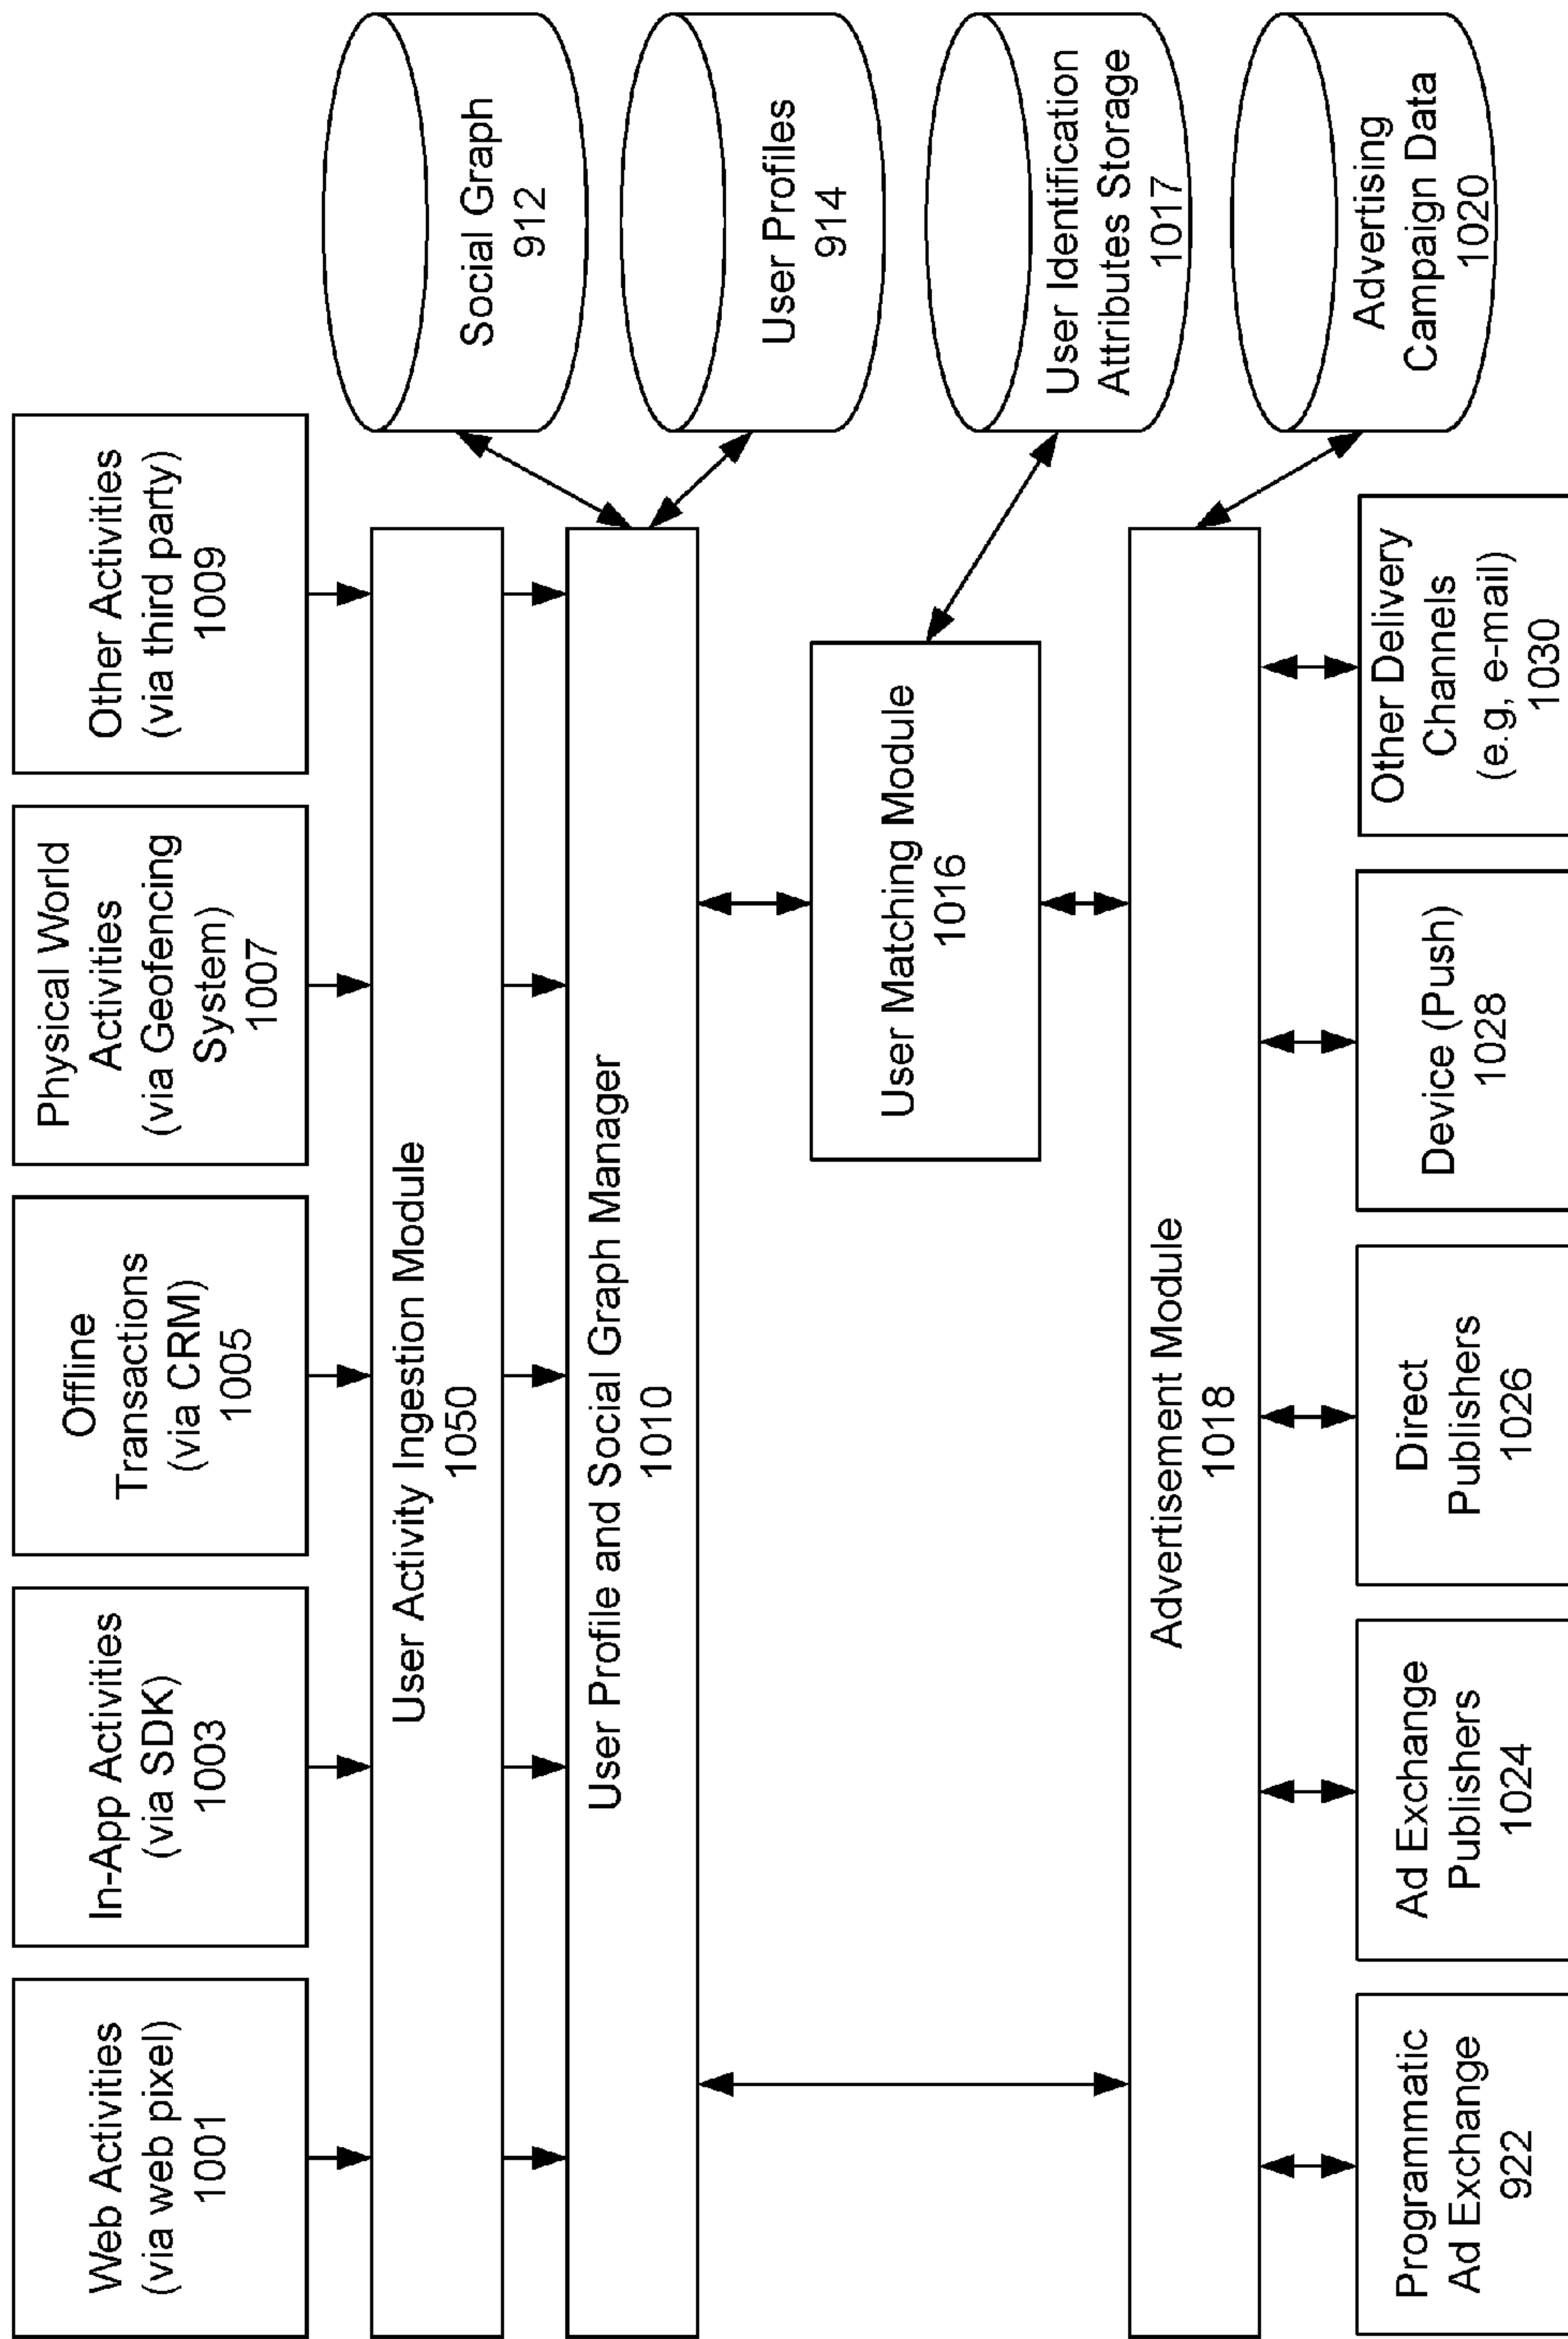 Web Activities
(via web pixel)
1001
In-App Activities
(via SDK)
1003
Offline
Transactions
(via CRM)
1005
Physical World
Activities
(via Geofencing
System)
1007
Other Activities
(via third party)
1009
User Activity Ingestion Module
1050
User Profile and Social Graph Manager
1010
Social Graph
912
User Profiles
914
User Matching Module
1016
User Identification
Attributes Storage
1017
Advertisement Module
1018
Advertising
Campaign Data
1020
Programmatic
Ad Exchange
922
Ad Exchange
Publishers
1024
Direct
Publishers
1026
Device (Push)
1028
Other Delivery
Channels
(e.g, e-mail)
1030